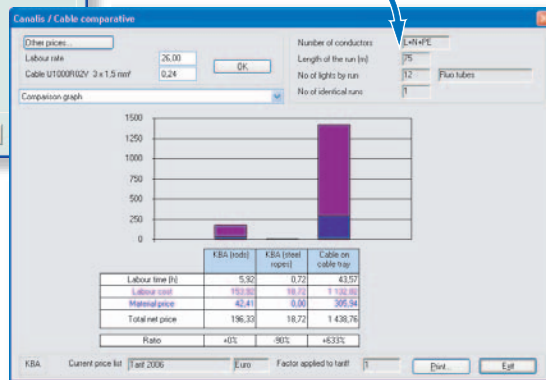 Canalis / Cable comparative
Other prices...
Labour rate 26,00
Cable U1000R02V 3 x 1,5 mm² 0,24
OK
Number of conductors L+N+PE
Length of the run (m) 75
No of lights by run 12 Fluo tubes
No of identical runs 1
Comparison graph
1500
1250
1000
750
500
250
0
KBA (rods) KBA (steel ropes) Cable on cable tray
Labour time (h) 5,92 0,72 43,57
Labour cost 153,92 18,72 1 132,82
Material price 42,41 0,00 305,94
Total net price 196,33 18,72 1 438,76
Ratio +0% -90% +633%
KBA Current price list Tarif 2006 Euro Factor applied to tariff 1 Print... Exit